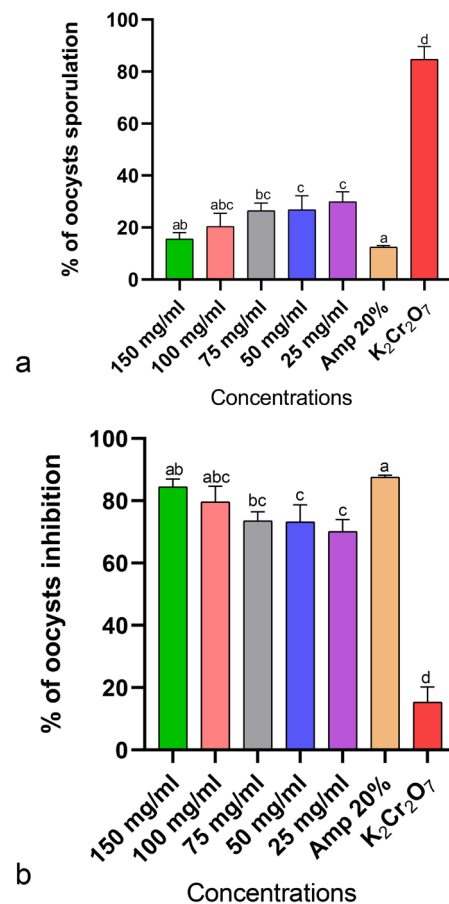 % of oocysts sporulation
100
80
60
40
20
0
ab
abc
bc
c
c
a
d
150 mg/ml
100 mg/ml
75 mg/ml
50 mg/ml
25 mg/ml
Amp 20%
K₂Cr₂O₇
a
Concentrations
% of oocysts inhibition
100
80
60
40
20
0
ab
abc
bc
c
c
a
d
150 mg/ml
100 mg/ml
75 mg/ml
50 mg/ml
25 mg/ml
Amp 20%
K₂Cr₂O₇
b
Concentrations